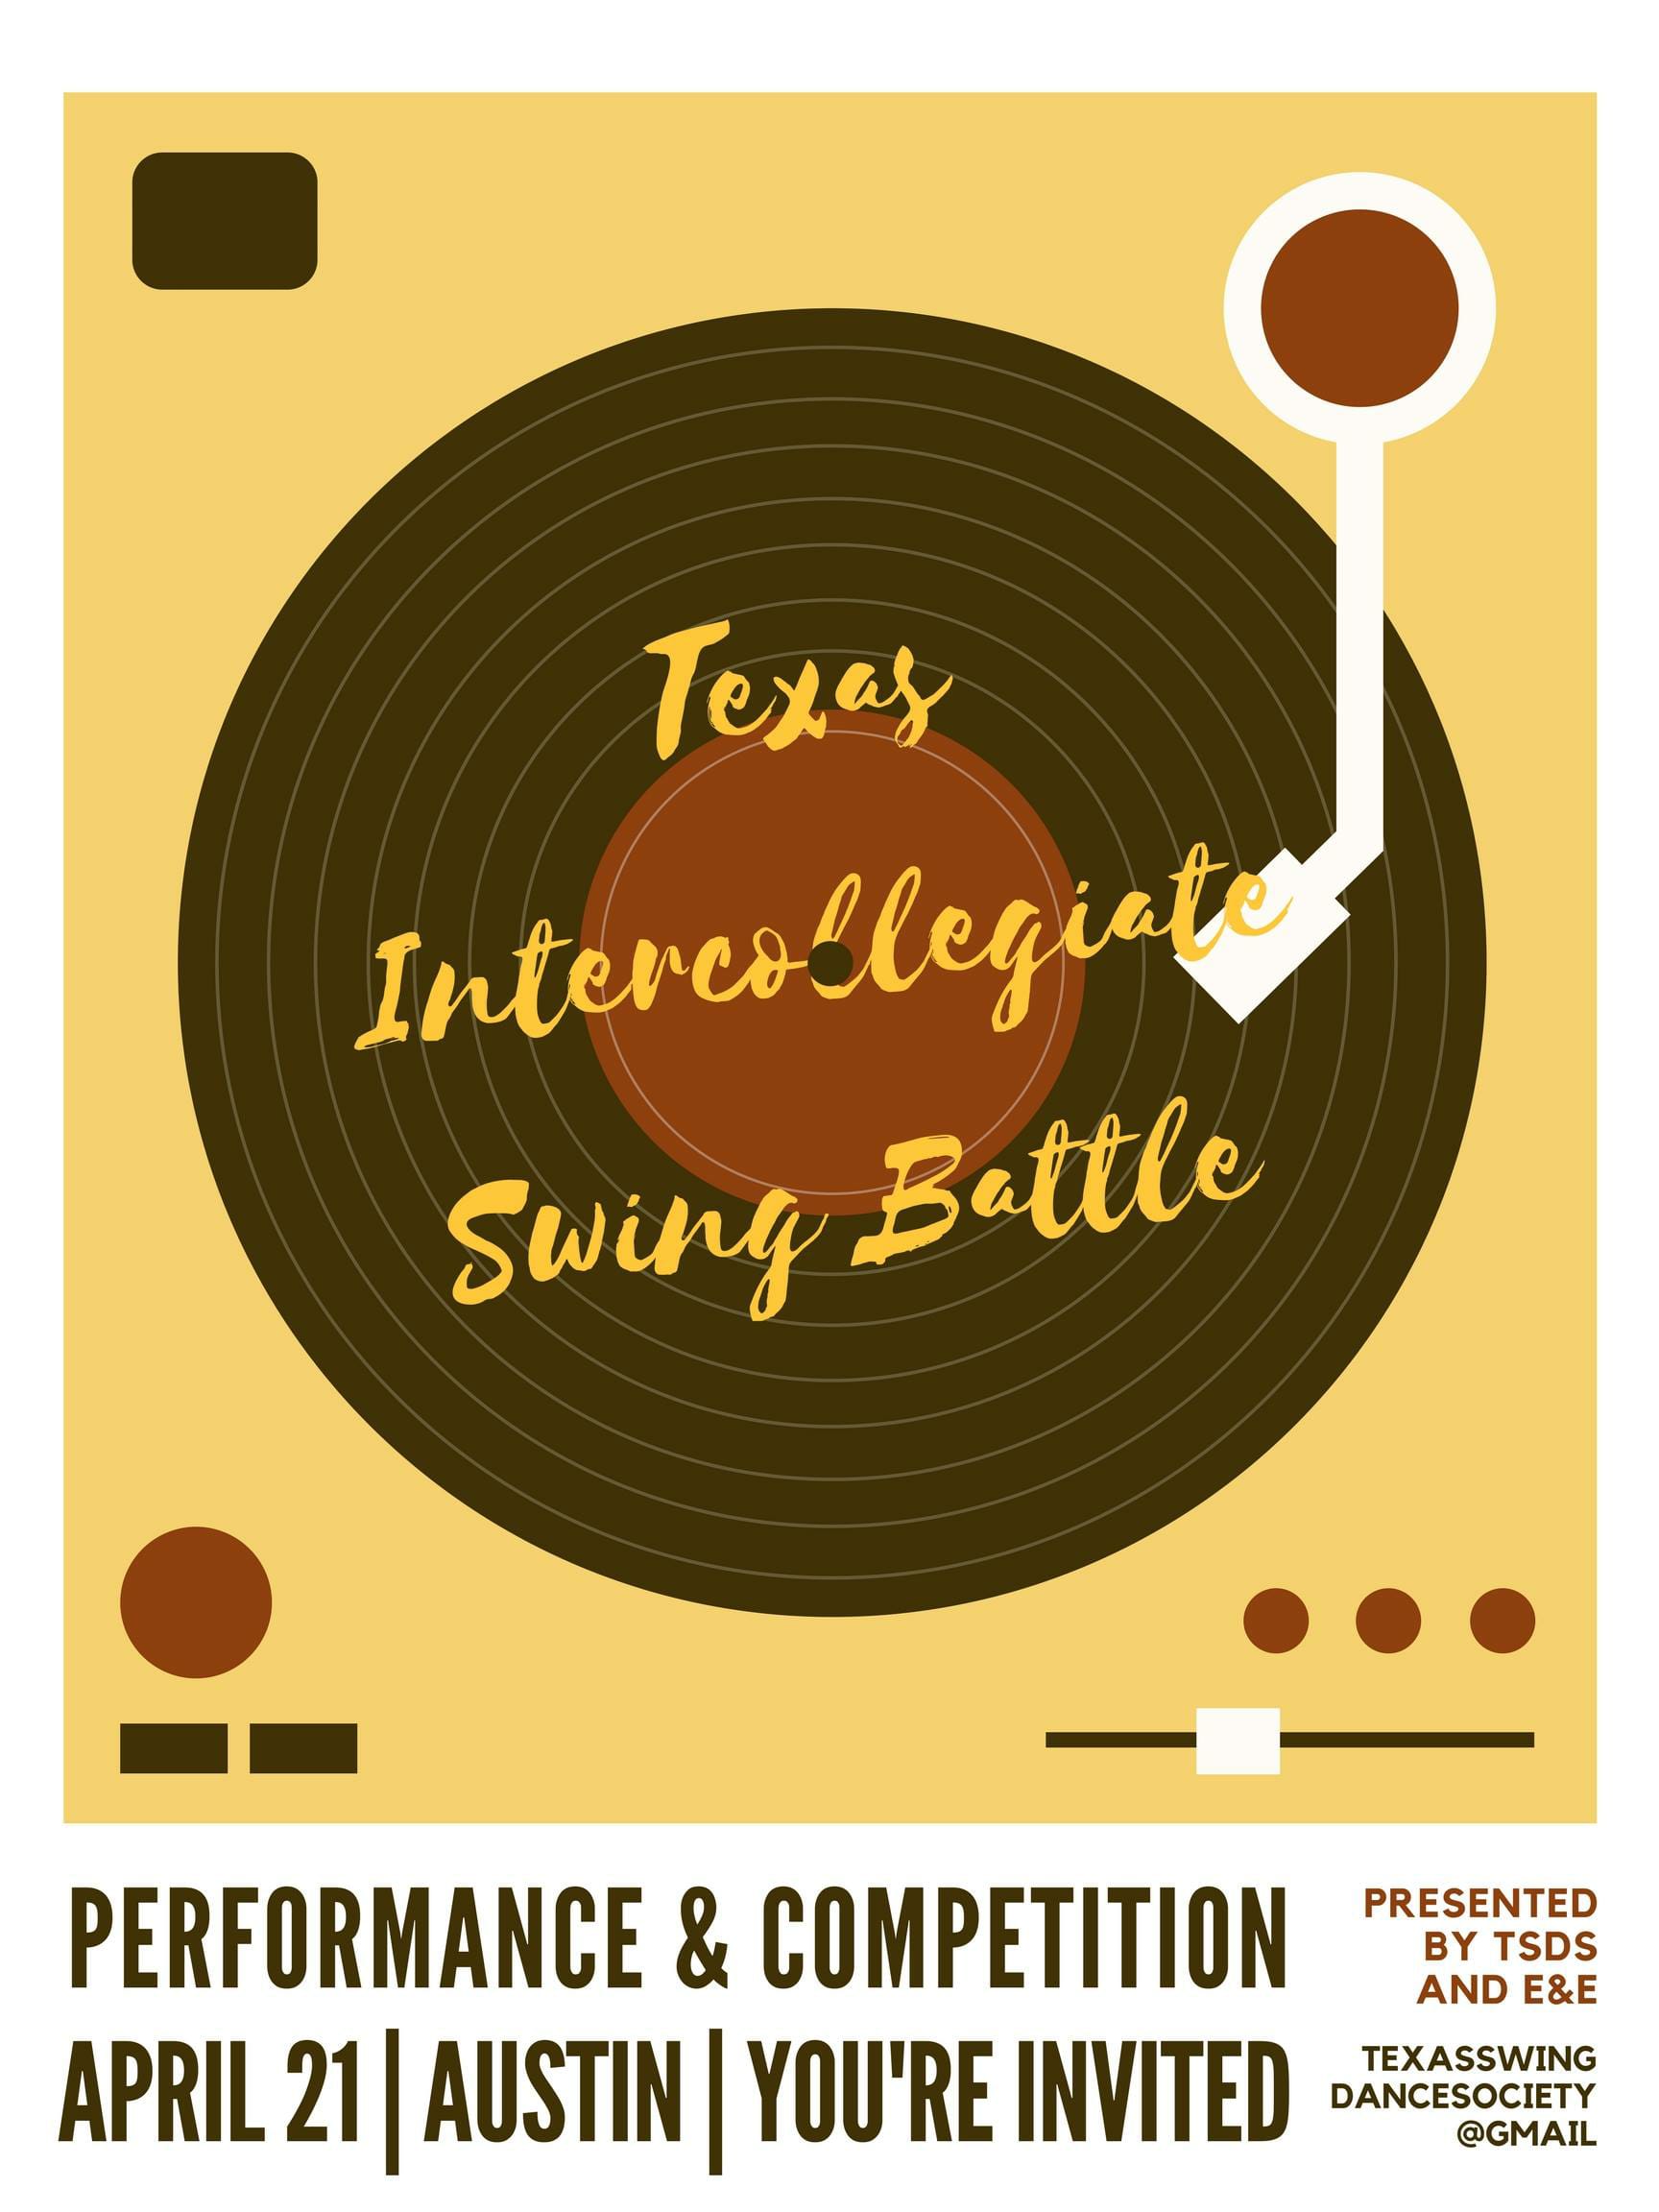 Texas
Intercollegiate
Swing Battle
PERFORMANCE & COMPETITION
APRIL 21 | AUSTIN | YOU'RE INVITED
PRESENTED
BY TSDS
AND E&E
TEXASSWING
DANCESOCIETY
@GMAIL